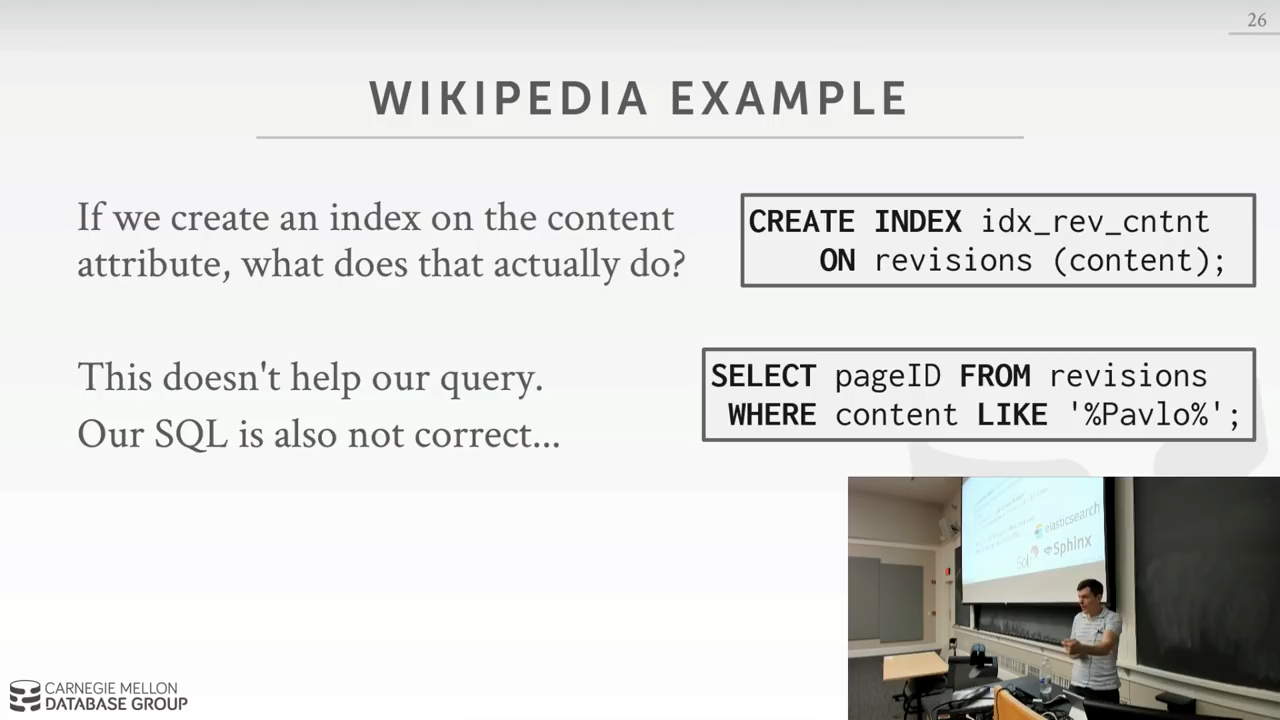 26
WIKIPEDIA EXAMPLE
If we create an index on the content
attribute, what does that actually do?
CREATE INDEX idx_rev_cntnt
ON revisions (content);
This doesn't help our query.
Our SQL is also not correct...
SELECT pageID FROM revisions
WHERE content LIKE '%Pavlo%';
elasticsearch
Sphinx
CARNEGIE MELLON
DATABASE GROUP